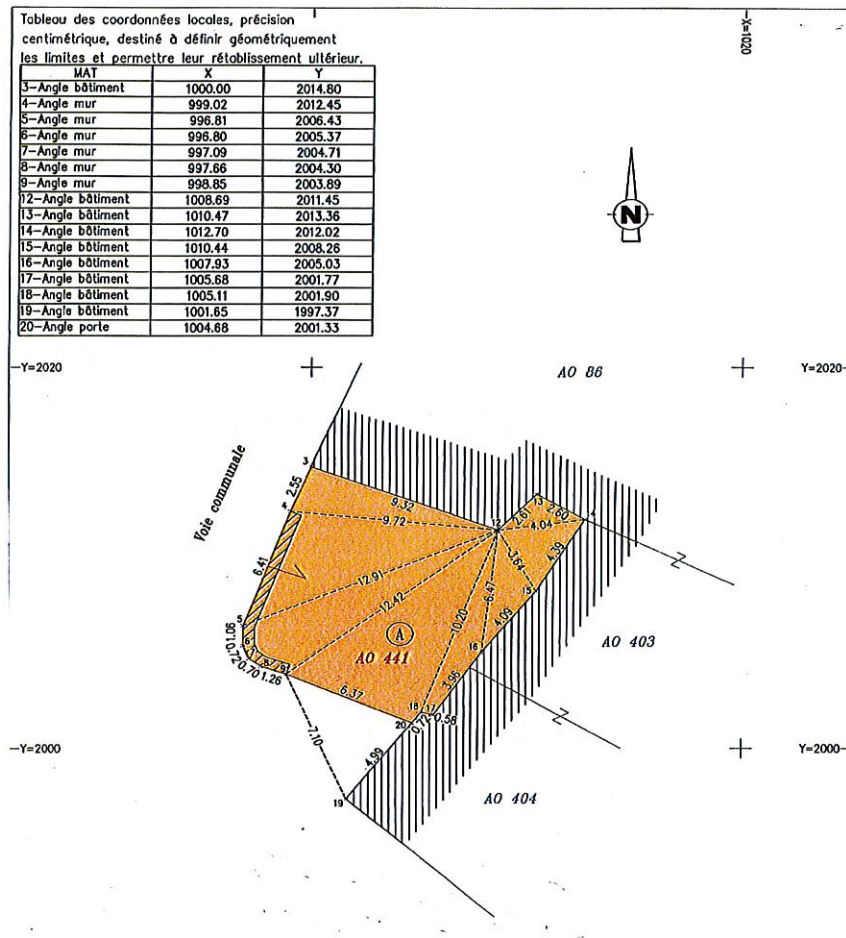 Tableau des coordonnées locales, précision
centimétrique, destiné à définir géométriquement
les limites et permettre leur rétablissement ultérieur.
MAT X Y
3-Angle bâtiment 1000.00 2014.80
4-Angle mur 999.02 2012.45
5-Angle mur 996.81 2006.43
6-Angle mur 996.80 2005.37
7-Angle mur 997.09 2004.71
8-Angle mur 997.66 2004.30
9-Angle mur 998.85 2003.89
12-Angle bâtiment 1008.69 2011.45
13-Angle bâtiment 1010.47 2013.36
14-Angle bâtiment 1012.70 2012.02
15-Angle bâtiment 1010.44 2008.26
16-Angle bâtiment 1007.93 2005.03
17-Angle bâtiment 1005.68 2001.77
18-Angle bâtiment 1005.11 2001.90
19-Angle bâtiment 1001.65 1997.37
20-Angle porte 1004.68 2001.33
X=1020
N
Y=2020
Y=2020
AO 86
Voie communale
3
2.55
9.32
9.72
12
13
2.61
2.60
4.04
6.41
3.64
4.39
12.91
12.42
10.20
6.47
15
4.09
5
1.06
6
0.72
0.70
8
1.26
9
A
AO 441
16
AO 403
3.96
6.37
18
17
0.58
20
0.72
7.10
4.99
Y=2000
Y=2000
19
AO 404